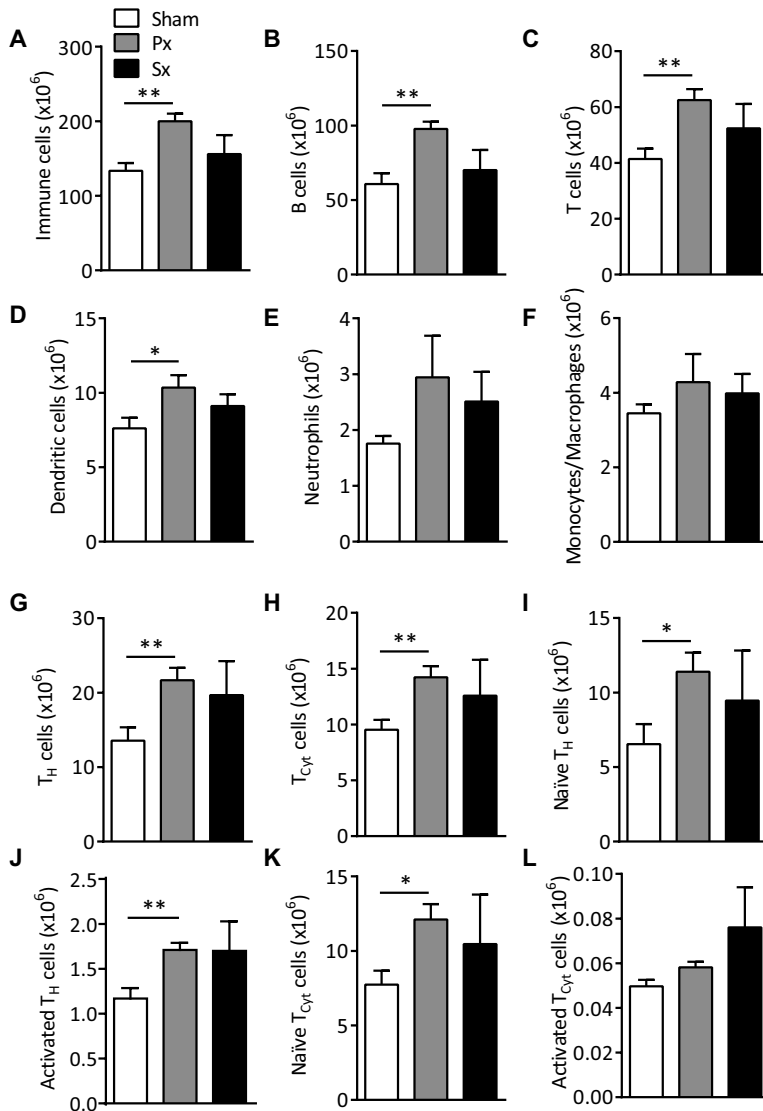 Sham
Px
Sx
A
Immune cells (x10⁶)
300
200
100
0
**
B
B cells (x10⁶)
100
50
0
**
C
T cells (x10⁶)
80
60
40
20
0
**
D
Dendritic cells (x10⁶)
15
10
5
0
*
E
Neutrophils (x10⁶)
4
3
2
1
0
F
Monocytes/Macrophages (x10⁶)
6
4
2
0
G
T_H cells (x10⁶)
30
20
10
0
**
H
T_Cyt cells (x10⁶)
20
15
10
5
0
**
I
Naïve T_H cells (x10⁶)
15
10
5
0
*
J
Activated T_H cells (x10⁶)
2.5
2.0
1.5
1.0
0.5
0.0
**
K
Naïve T_Cyt cells (x10⁶)
15
10
5
0
*
L
Activated T_Cyt cells (x10⁶)
0.10
0.08
0.06
0.04
0.02
0.00